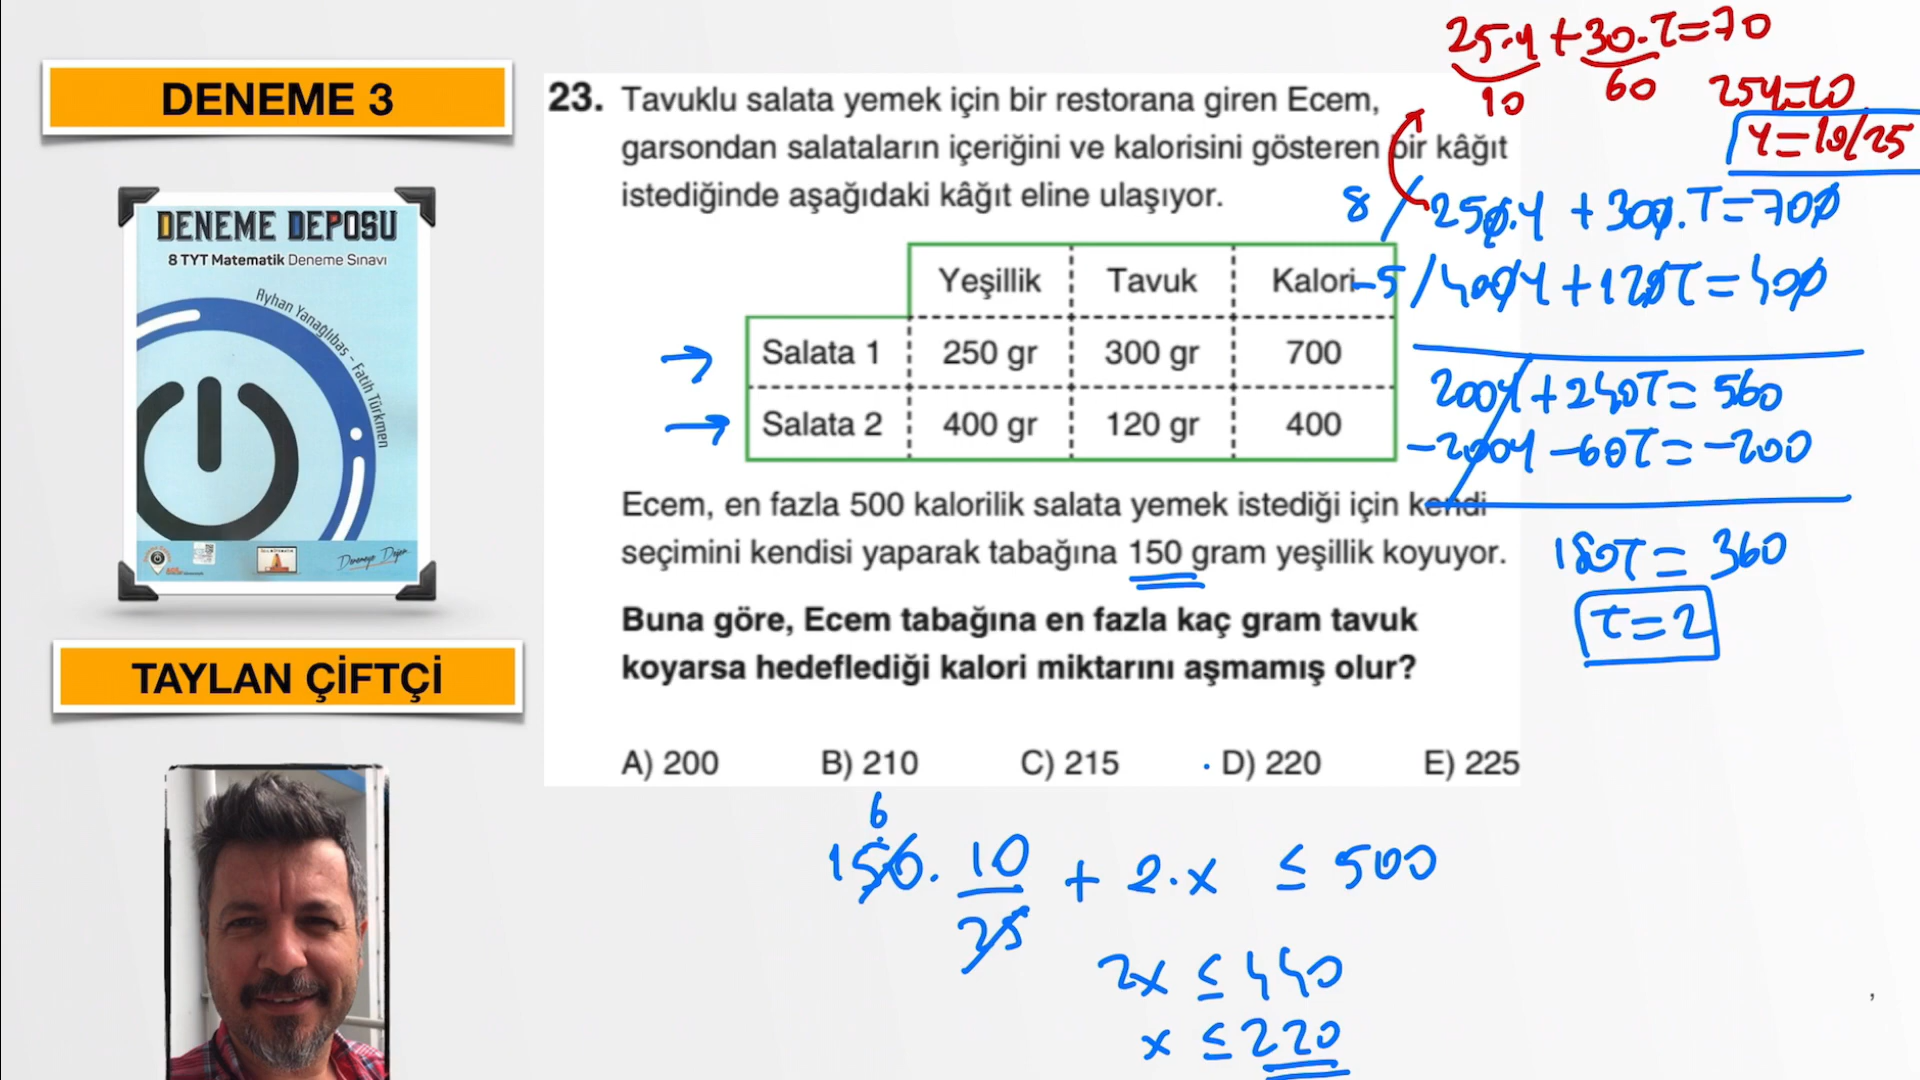 DENEME 3
DENEME DEPOSU
8 TYT Matematik Deneme Sınavı
Ayhan Yanağlıbaş - Fatih Türkmen
Denemeye Değer
TAYLAN ÇİFTÇİ
23. Tavuklu salata yemek için bir restorana giren Ecem,
garsondan salataların içeriğini ve kalorisini gösteren bir kâğıt
istediğinde aşağıdaki kâğıt eline ulaşıyor.
Yeşillik Tavuk Kalori
Salata 1 250 gr 300 gr 700
Salata 2 400 gr 120 gr 400
Ecem, en fazla 500 kalorilik salata yemek istediği için kendi
seçimini kendisi yaparak tabağına 150 gram yeşillik koyuyor.
Buna göre, Ecem tabağına en fazla kaç gram tavuk
koyarsa hedeflediği kalori miktarını aşmamış olur?
A) 200 B) 210 C) 215 D) 220 E) 225
25.Y + 30.T = 70
10 60
25Y = 10
Y = 10/25
8 / 250.Y + 300.T = 700
-5 / 400Y + 120T = 400
200Y + 240T = 560
-200Y - 60T = -200
180T = 360
T = 2
6
150. 10/25 + 2.x ≤ 500
2x ≤ 440
x ≤ 220